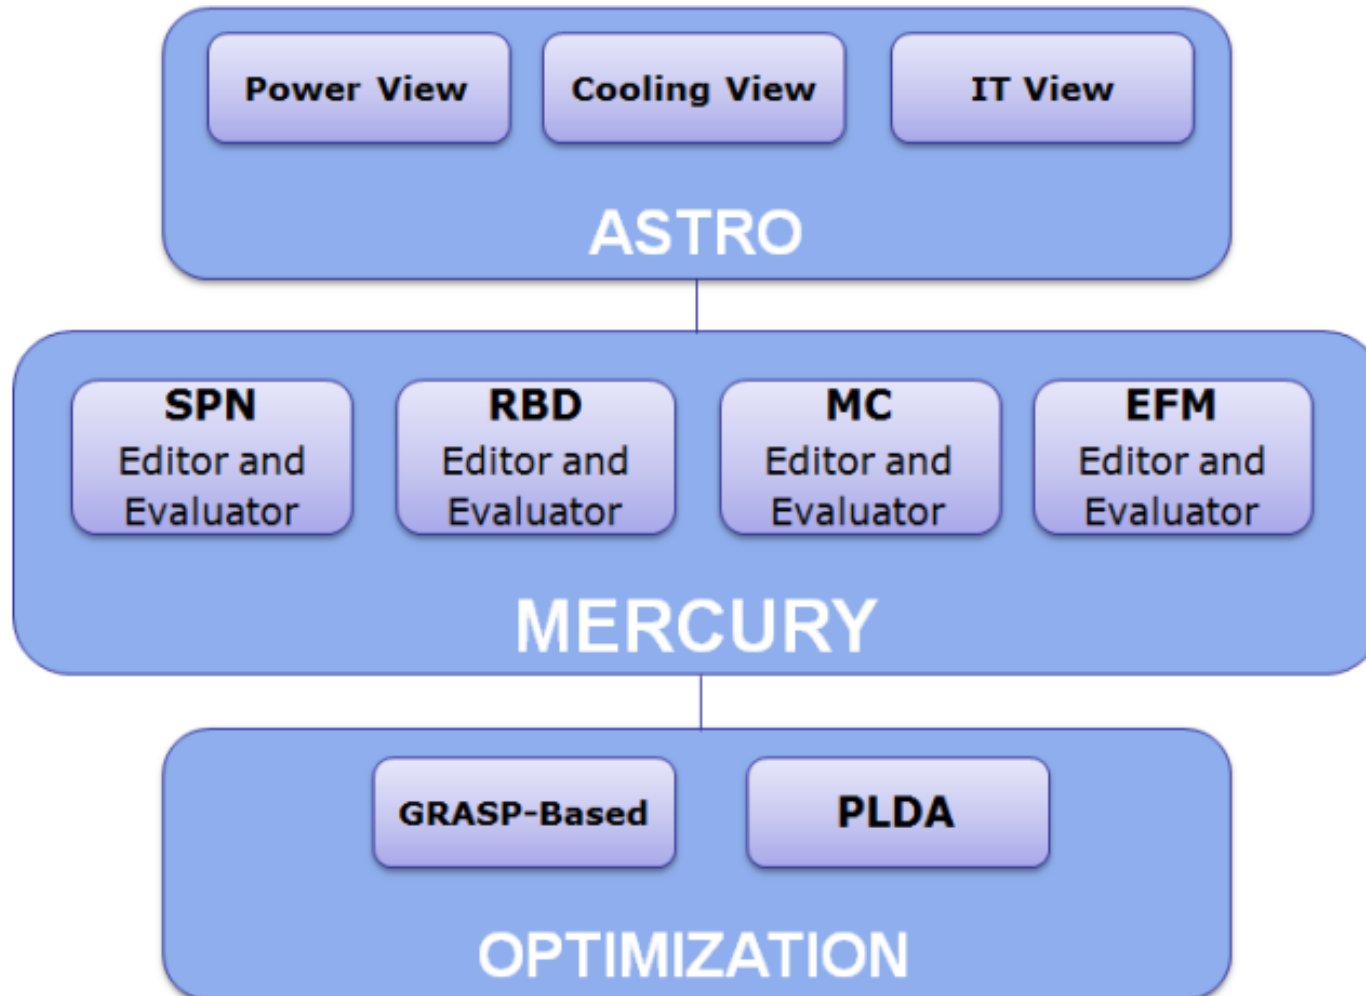 Power View
Cooling View
IT View
ASTRO
SPN
Editor and
Evaluator
RBD
Editor and
Evaluator
MC
Editor and
Evaluator
EFM
Editor and
Evaluator
MERCURY
GRASP-Based
PLDA
OPTIMIZATION